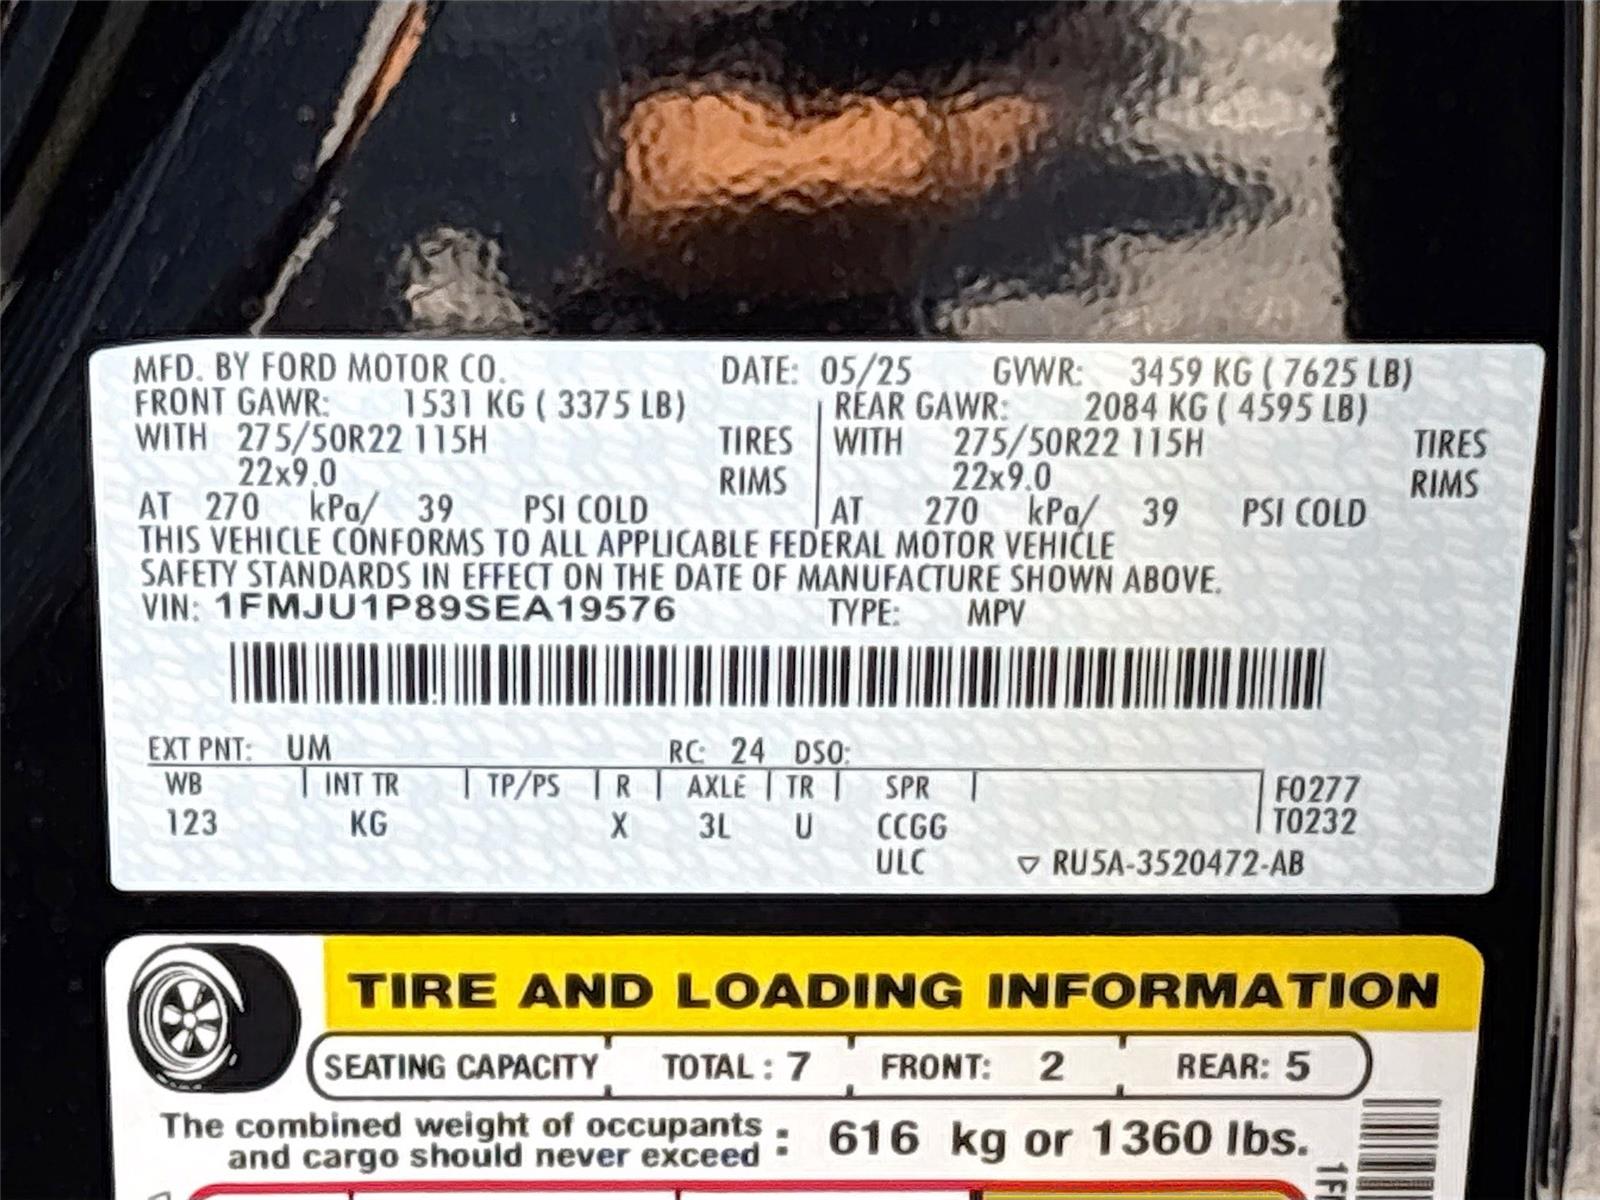 MFD. BY FORD MOTOR CO. DATE: 05/25 GVWR: 3459 KG ( 7625 LB)
FRONT GAWR: 1531 KG ( 3375 LB) REAR GAWR: 2084 KG ( 4595 LB)
WITH 275/50R22 115H TIRES WITH 275/50R22 115H TIRES
22x9.0 RIMS 22x9.0 RIMS
AT 270 kPa/ 39 PSI COLD AT 270 kPa/ 39 PSI COLD
THIS VEHICLE CONFORMS TO ALL APPLICABLE FEDERAL MOTOR VEHICLE
SAFETY STANDARDS IN EFFECT ON THE DATE OF MANUFACTURE SHOWN ABOVE.
VIN: 1FMJU1P89SEA19576 TYPE: MPV
EXT PNT: UM RC: 24 DSO:
WB INT TR TP/PS R AXLE TR SPR F0277
123 KG X 3L U CCGG T0232
ULC ▽ RU5A-3520472-AB
TIRE AND LOADING INFORMATION
SEATING CAPACITY TOTAL : 7 FRONT: 2 REAR: 5
The combined weight of occupants
and cargo should never exceed : 616 kg or 1360 lbs.